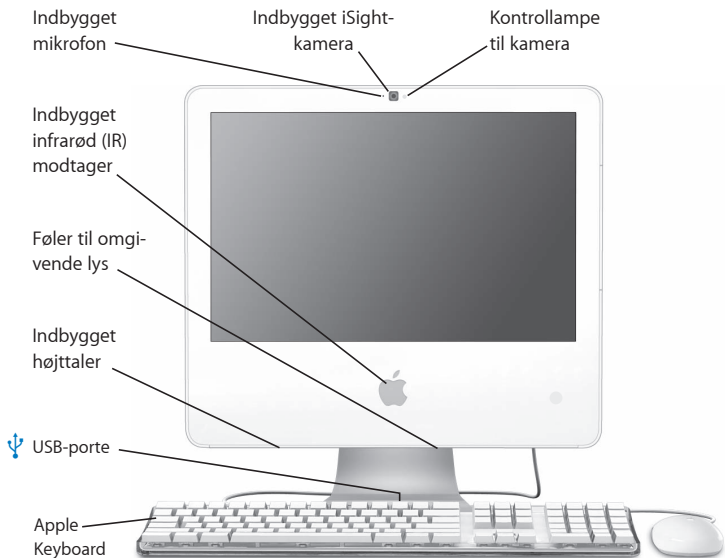 Indbygget
mikrofon
Indbygget iSight-
kamera
Kontrollampe
til kamera
Indbygget
infrarød (IR)
modtager
Føler til omgi-
vende lys
Indbygget
højttaler
USB-porte
Apple
Keyboard